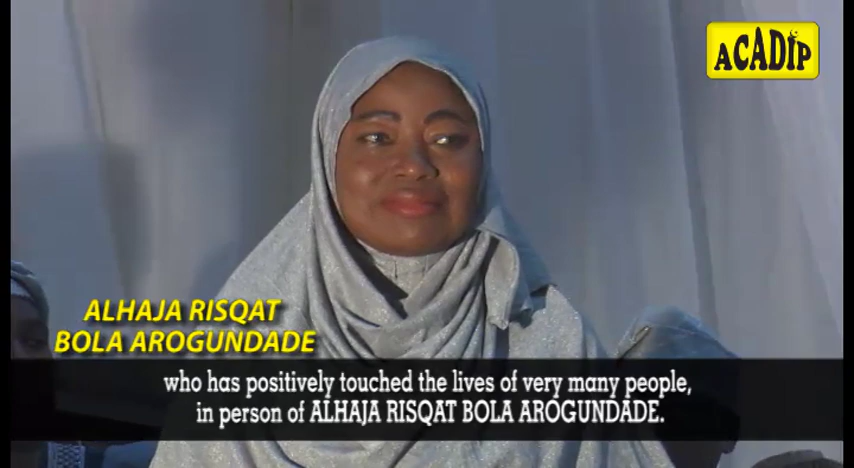 ACADIP
ALHAJA RISQAT
BOLA AROGUNDADE
who has positively touched the lives of very many people,
in person of ALHAJA RISQAT BOLA AROGUNDADE.